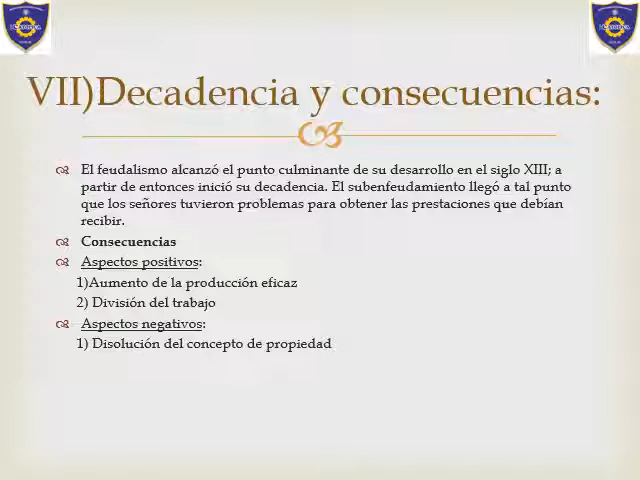 VII)Decadencia y consecuencias:
El feudalismo alcanzó el punto culminante de su desarrollo en el siglo XIII; a
partir de entonces inició su decadencia. El subenfeudamiento llegó a tal punto
que los señores tuvieron problemas para obtener las prestaciones que debían
recibir.
Consecuencias
Aspectos positivos:
1)Aumento de la producción eficaz
2) División del trabajo
Aspectos negativos:
1) Disolución del concepto de propiedad